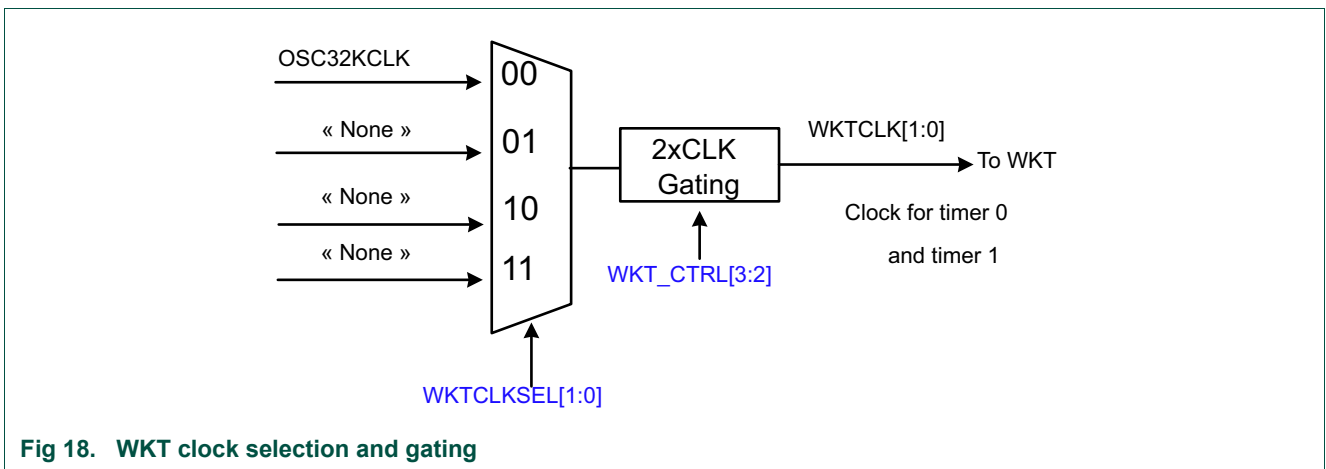 OSC32KCLK
00
« None »
01
« None »
10
« None »
11
2xCLK
Gating
WKTCLK[1:0]
To WKT
Clock for timer 0
and timer 1
WKT_CTRL[3:2]
WKTCLKSEL[1:0]
Fig 18. WKT clock selection and gating